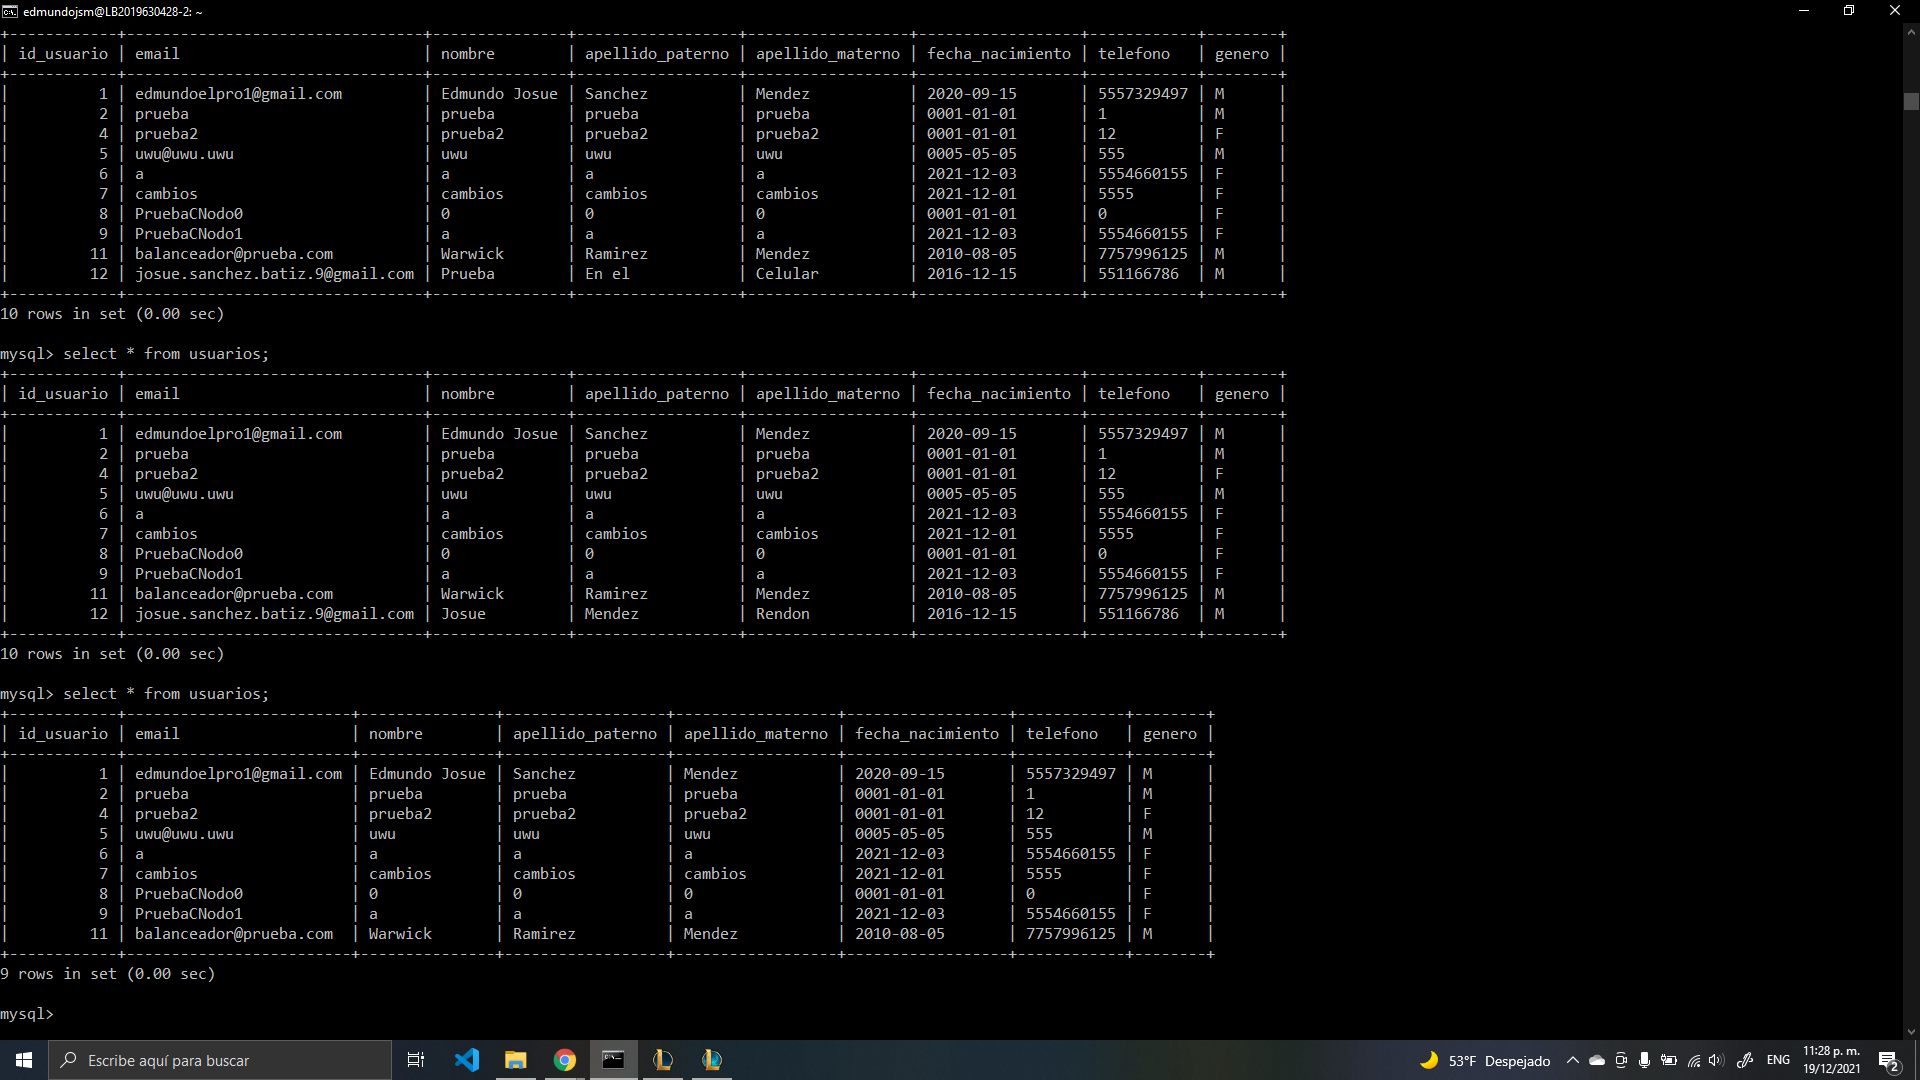 edmundojsm@LB2019630428-2: ~
+------------+---------------------------------+---------------+------------------+------------------+------------------+------------+--------+
| id_usuario | email                           | nombre        | apellido_paterno | apellido_materno | fecha_nacimiento | telefono   | genero |
+------------+---------------------------------+---------------+------------------+------------------+------------------+------------+--------+
|          1 | edmundoelpro1@gmail.com         | Edmundo Josue | Sanchez          | Mendez           | 2020-09-15       | 5557329497 | M      |
|          2 | prueba                          | prueba        | prueba           | prueba           | 0001-01-01       | 1          | M      |
|          4 | prueba2                         | prueba2       | prueba2          | prueba2          | 0001-01-01       | 12         | F      |
|          5 | uwu@uwu.uwu                     | uwu           | uwu              | uwu              | 0005-05-05       | 555        | M      |
|          6 | a                               | a             | a                | a                | 2021-12-03       | 5554660155 | F      |
|          7 | cambios                         | cambios       | cambios          | cambios          | 2021-12-01       | 5555       | F      |
|          8 | PruebaCNodo0                    | 0             | 0                | 0                | 0001-01-01       | 0          | F      |
|          9 | PruebaCNodo1                    | a             | a                | a                | 2021-12-03       | 5554660155 | F      |
|         11 | balanceador@prueba.com          | Warwick       | Ramirez          | Mendez           | 2010-08-05       | 7757996125 | M      |
|         12 | josue.sanchez.batiz.9@gmail.com | Prueba        | En el            | Celular          | 2016-12-15       | 551166786  | M      |
+------------+---------------------------------+---------------+------------------+------------------+------------------+------------+--------+
10 rows in set (0.00 sec)
mysql> select * from usuarios;
+------------+---------------------------------+---------------+------------------+------------------+------------------+------------+--------+
| id_usuario | email                           | nombre        | apellido_paterno | apellido_materno | fecha_nacimiento | telefono   | genero |
+------------+---------------------------------+---------------+------------------+------------------+------------------+------------+--------+
|          1 | edmundoelpro1@gmail.com         | Edmundo Josue | Sanchez          | Mendez           | 2020-09-15       | 5557329497 | M      |
|          2 | prueba                          | prueba        | prueba           | prueba           | 0001-01-01       | 1          | M      |
|          4 | prueba2                         | prueba2       | prueba2          | prueba2          | 0001-01-01       | 12         | F      |
|          5 | uwu@uwu.uwu                     | uwu           | uwu              | uwu              | 0005-05-05       | 555        | M      |
|          6 | a                               | a             | a                | a                | 2021-12-03       | 5554660155 | F      |
|          7 | cambios                         | cambios       | cambios          | cambios          | 2021-12-01       | 5555       | F      |
|          8 | PruebaCNodo0                    | 0             | 0                | 0                | 0001-01-01       | 0          | F      |
|          9 | PruebaCNodo1                    | a             | a                | a                | 2021-12-03       | 5554660155 | F      |
|         11 | balanceador@prueba.com          | Warwick       | Ramirez          | Mendez           | 2010-08-05       | 7757996125 | M      |
|         12 | josue.sanchez.batiz.9@gmail.com | Josue         | Mendez           | Rendon           | 2016-12-15       | 551166786  | M      |
+------------+---------------------------------+---------------+------------------+------------------+------------------+------------+--------+
10 rows in set (0.00 sec)
mysql> select * from usuarios;
+------------+-------------------------+---------------+------------------+------------------+------------------+------------+--------+
| id_usuario | email                   | nombre        | apellido_paterno | apellido_materno | fecha_nacimiento | telefono   | genero |
+------------+-------------------------+---------------+------------------+------------------+------------------+------------+--------+
|          1 | edmundoelpro1@gmail.com | Edmundo Josue | Sanchez          | Mendez           | 2020-09-15       | 5557329497 | M      |
|          2 | prueba                  | prueba        | prueba           | prueba           | 0001-01-01       | 1          | M      |
|          4 | prueba2                 | prueba2       | prueba2          | prueba2          | 0001-01-01       | 12         | F      |
|          5 | uwu@uwu.uwu             | uwu           | uwu              | uwu              | 0005-05-05       | 555        | M      |
|          6 | a                       | a             | a                | a                | 2021-12-03       | 5554660155 | F      |
|          7 | cambios                 | cambios       | cambios          | cambios          | 2021-12-01       | 5555       | F      |
|          8 | PruebaCNodo0            | 0             | 0                | 0                | 0001-01-01       | 0          | F      |
|          9 | PruebaCNodo1            | a             | a                | a                | 2021-12-03       | 5554660155 | F      |
|         11 | balanceador@prueba.com  | Warwick       | Ramirez          | Mendez           | 2010-08-05       | 7757996125 | M      |
+------------+-------------------------+---------------+------------------+------------------+------------------+------------+--------+
9 rows in set (0.00 sec)
mysql>
Escribe aquí para buscar
53°F Despejado
ENG
11:28 p. m.
19/12/2021
2